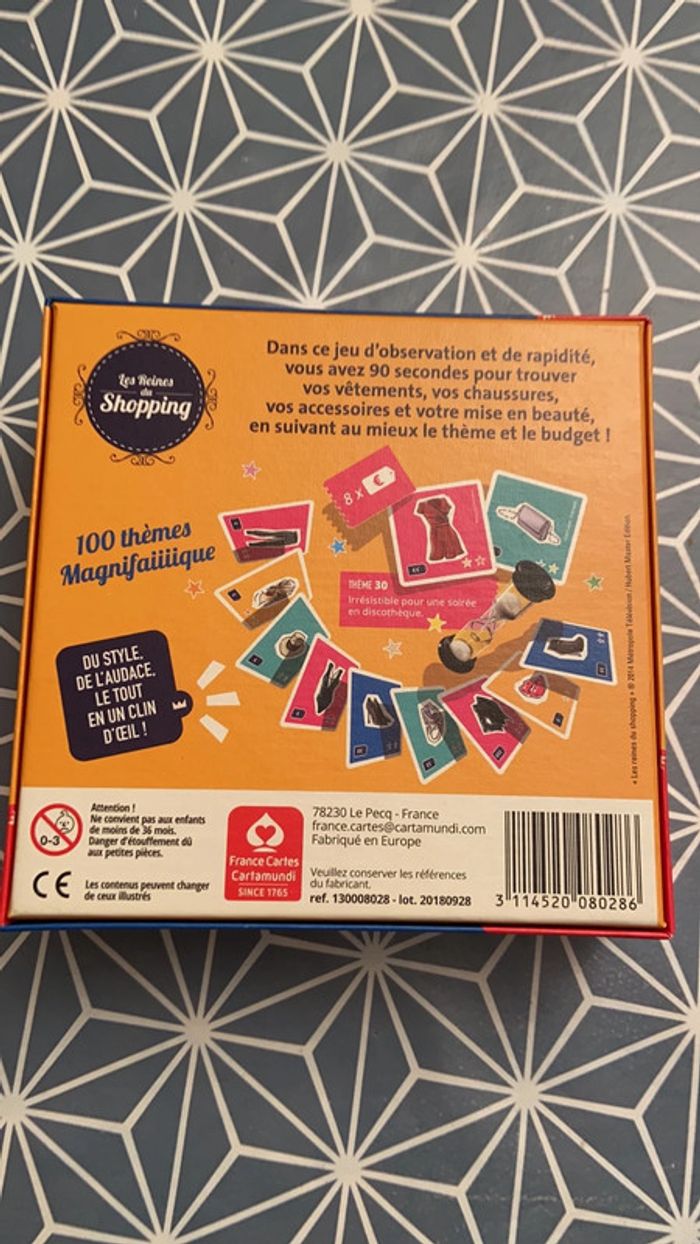 Les Reines
du
Shopping
Dans ce jeu d'observation et de rapidité,
vous avez 90 secondes pour trouver
vos vêtements, vos chaussures,
vos accessoires et votre mise en beauté,
en suivant au mieux le thème et le budget !
100 thèmes
Magnifaiiiique
8 x €
THÈME 30
Irrésistible pour une soirée
en discothèque.
DU STYLE.
DE L'AUDACE.
LE TOUT
EN UN CLIN
D'ŒIL !
« Les reines du shopping » © 2014 Métropole Télévision / Hubert Maater Edition
0-3
Attention !
Ne convient pas aux enfants
de moins de 36 mois.
Danger d'étouffement dû
aux petites pièces.
CE
Les contenus peuvent changer
de ceux illustrés
France Cartes
Cartamundi
SINCE 1765
78230 Le Pecq - France
france.cartes@cartamundi.com
Fabriqué en Europe
Veuillez conserver les références
du fabricant.
ref. 130008028 - lot. 20180928
3 114520 080286